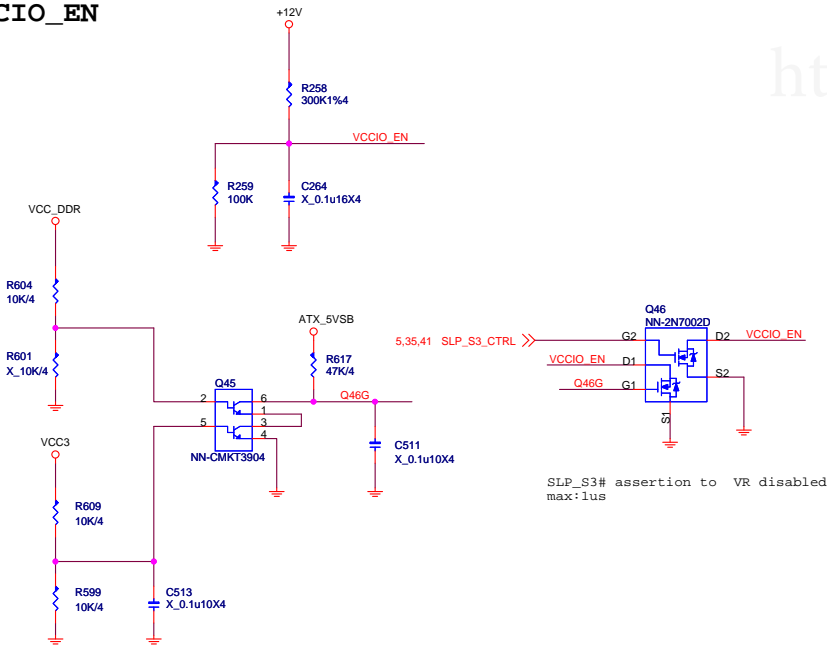 CIO_EN
+12V
ht
R258
300K1%4
VCCIO_EN
R259
100K
C264
X_0.1u16X4
VCC_DDR
R604
10K/4
R601
X_10K/4
ATX_5VSB
R617
47K/4
Q45
2
6
Q46G
1
5
3
4
NN-CMKT3904
C511
X_0.1u10X4
VCC3
R609
10K/4
R599
10K/4
C513
X_0.1u10X4
Q46
NN-2N7002D
5,35,41 SLP_S3_CTRL
G2
D2
VCCIO_EN
VCCIO_EN
D1
S2
Q46G
G1
S1
SLP_S3# assertion to VR disabled
max:1us